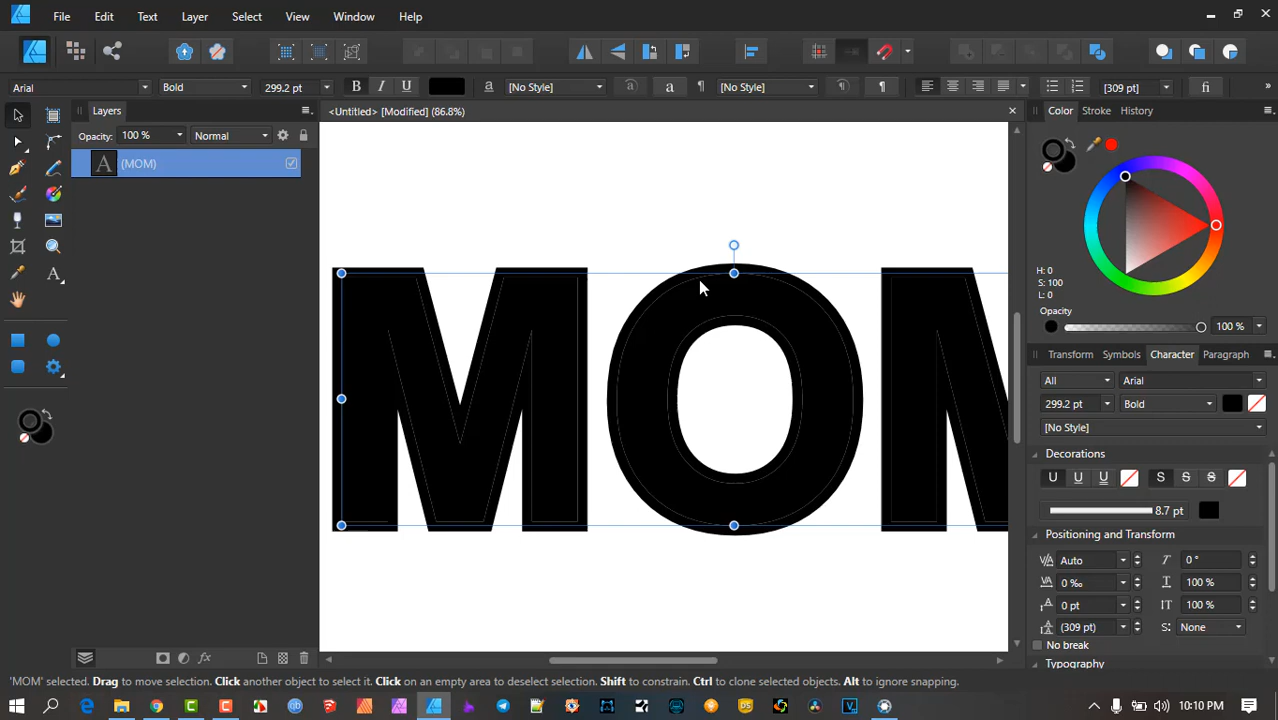 File Edit Text Layer Select View Window Help
Arial Bold 299.2 pt B I U a [No Style] a a ¶ [No Style] ¶ ¶ [309 pt] fi »
Layers
<Untitled> [Modified] (86.8%)
Color Stroke History
Opacity: 100 % Normal
A (MOM)
MOM
H: 0
S: 100
L: 0
Opacity
100 %
Transform Symbols Character Paragraph
All Arial
299.2 pt Bold
[No Style]
Decorations
U U U S S S
8.7 pt
Positioning and Transform
V/A Auto I 0 °
VA 0 ‰ T 100 %
A 0 pt IT 100 %
(309 pt) S: None
No break
Typography
fx
'MOM' selected. Drag to move selection. Click another object to select it. Click on an empty area to deselect selection. Shift to constrain. Ctrl to clone selected objects. Alt to ignore snapping.
10:10 PM